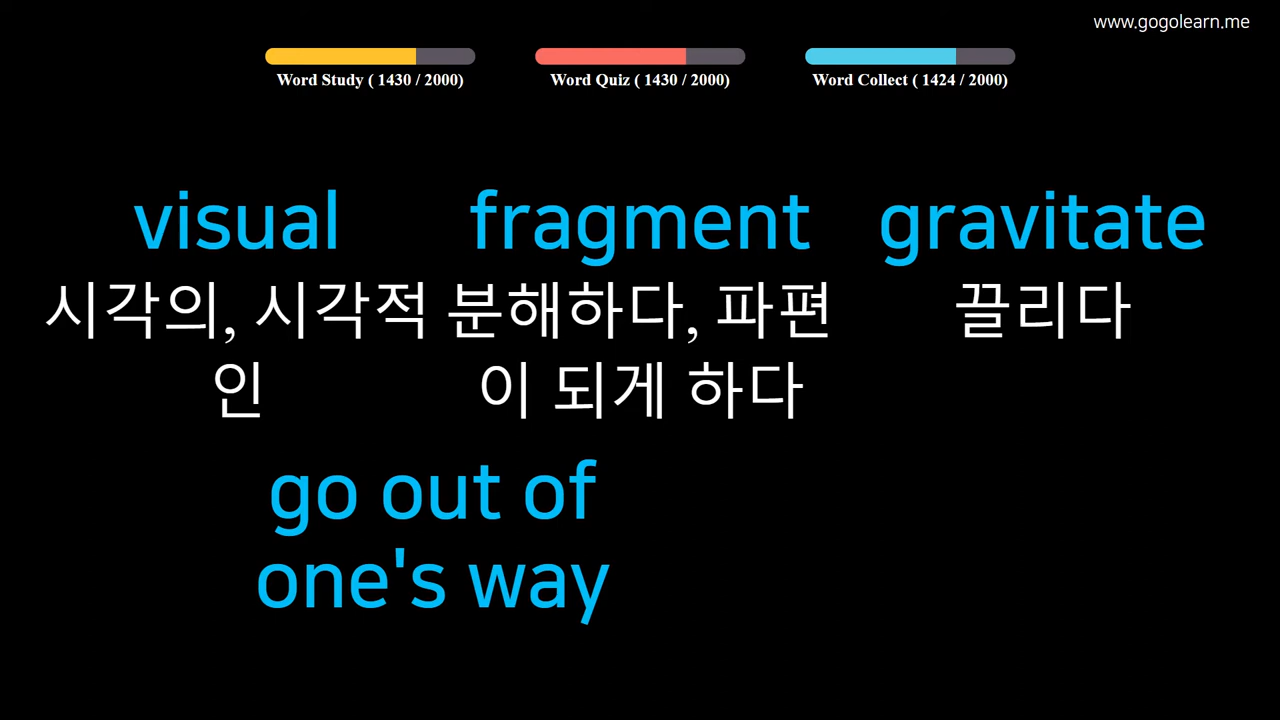 www.gogolearn.me
Word Study ( 1430 / 2000) Word Quiz ( 1430 / 2000) Word Collect ( 1424 / 2000)
visual fragment gravitate
시각의, 시각적 분해하다, 파편 끌리다
인 이 되게 하다
go out of
one's way